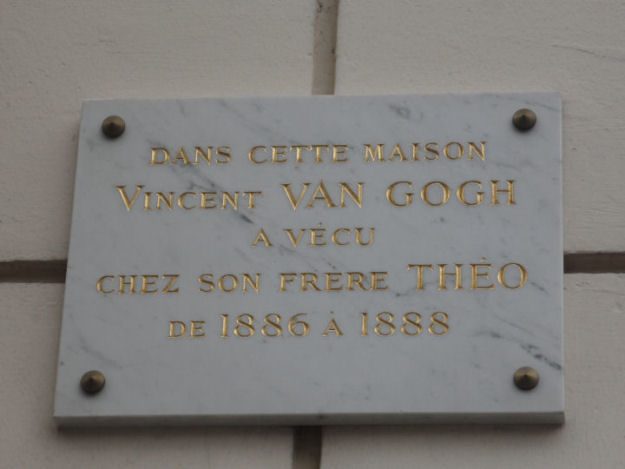 DANS CETTE MAISON
VINCENT VAN GOGH
A VÉCU
CHEZ SON FRÈRE THÉO
DE 1886 À 1888